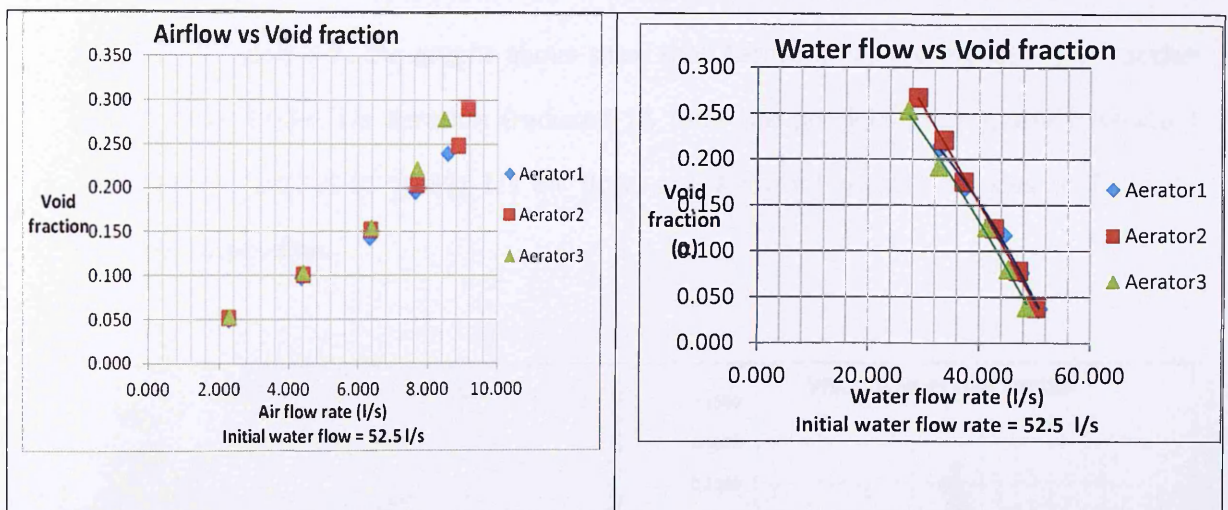 Airflow vs Void fraction
0.350
0.300
0.250
0.200
0.150
0.100
0.050
0.000
Void
fraction
0.000 2.000 4.000 6.000 8.000 10.000
Air flow rate (l/s)
Initial water flow = 52.5 l/s
Aerator1
Aerator2
Aerator3
Water flow vs Void fraction
0.300
0.250
0.200
0.150
0.100
0.050
0.000
Void
fraction
(α)
0.000 20.000 40.000 60.000
Water flow rate (l/s)
Initial water flow rate = 52.5 l/s
Aerator1
Aerator2
Aerator3